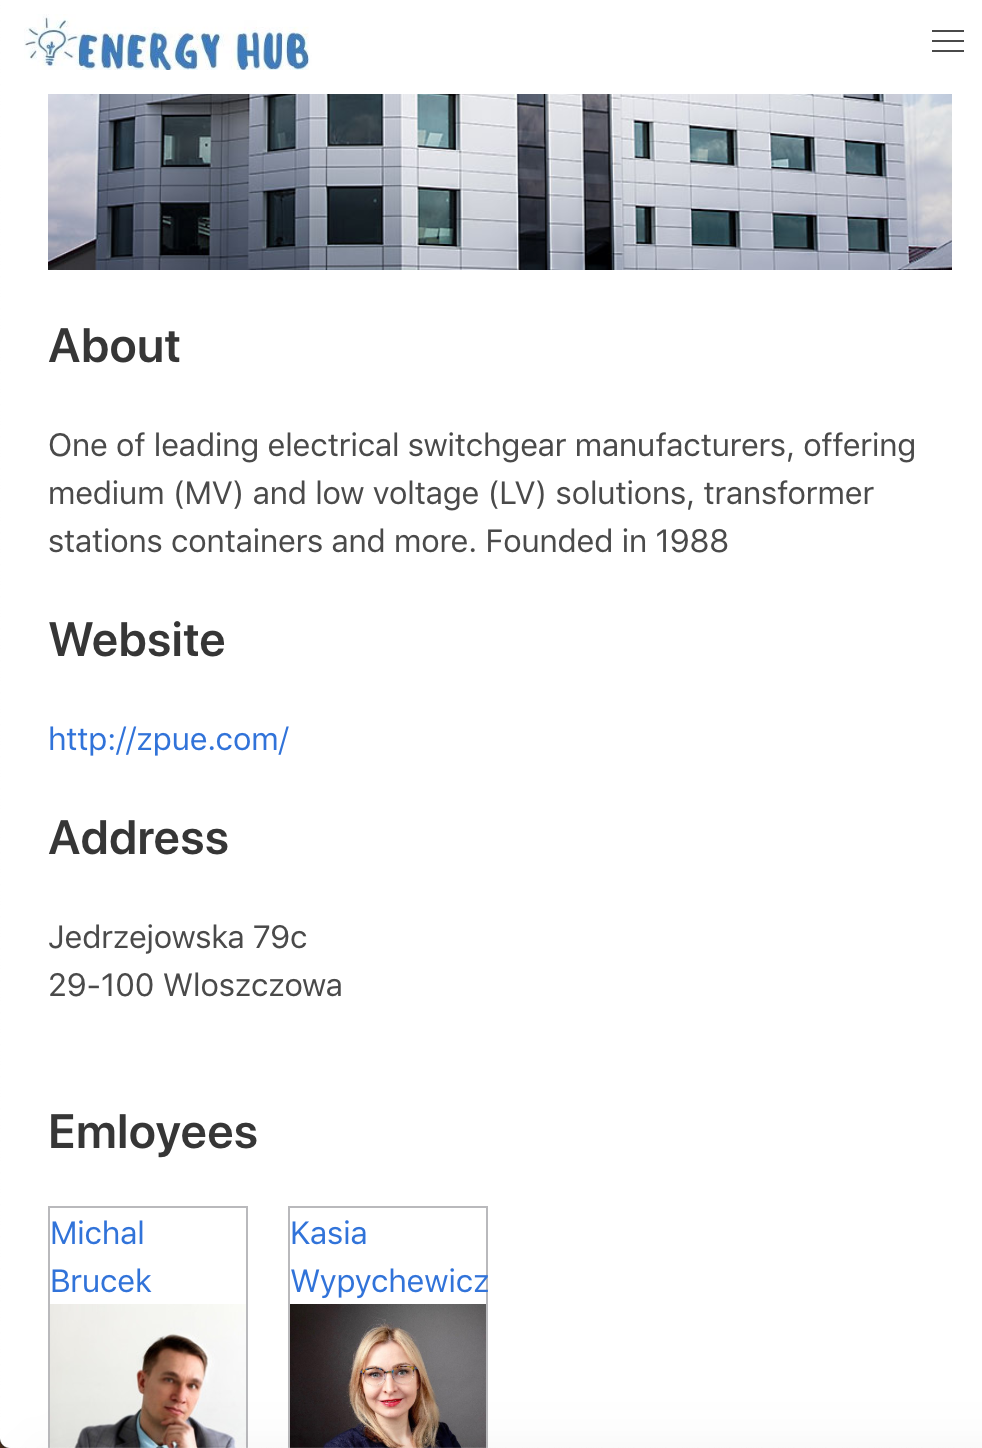 ENERGY HUB
About
One of leading electrical switchgear manufacturers, offering
medium (MV) and low voltage (LV) solutions, transformer
stations containers and more. Founded in 1988
Website
http://zpue.com/
Address
Jedrzejowska 79c
29-100 Wloszczowa
Emloyees
Michal
Brucek
Kasia
Wypychewicz